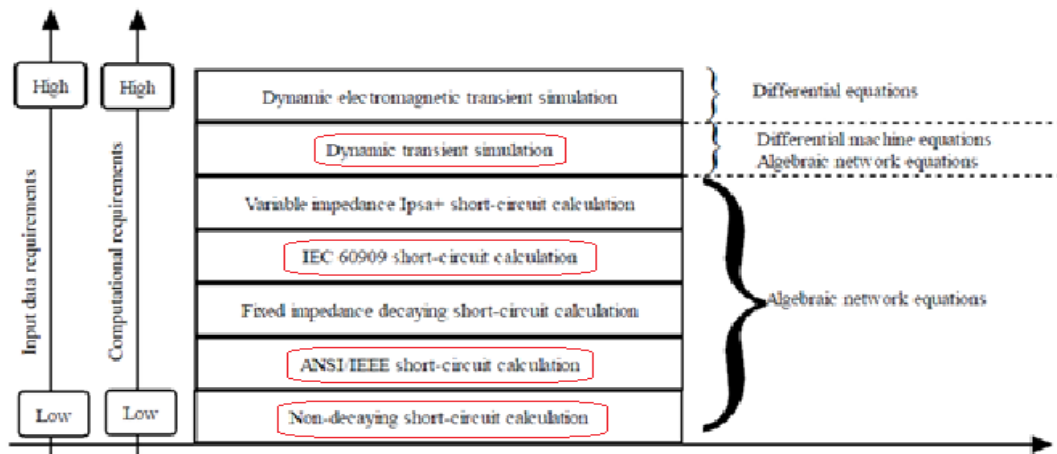 High
High
Dynamic electromagnetic transient simulation
Differential equations
Dynamic transient simulation
Differential machine equations
Algebraic network equations
Variable impedance Ipsa+ short-circuit calculation
IEC 60909 short-circuit calculation
Fixed impedance decaying short-circuit calculation
Algebraic network equations
ANSI/IEEE short-circuit calculation
Non-decaying short-circuit calculation
Input data requirements
Computational requirements
Low
Low